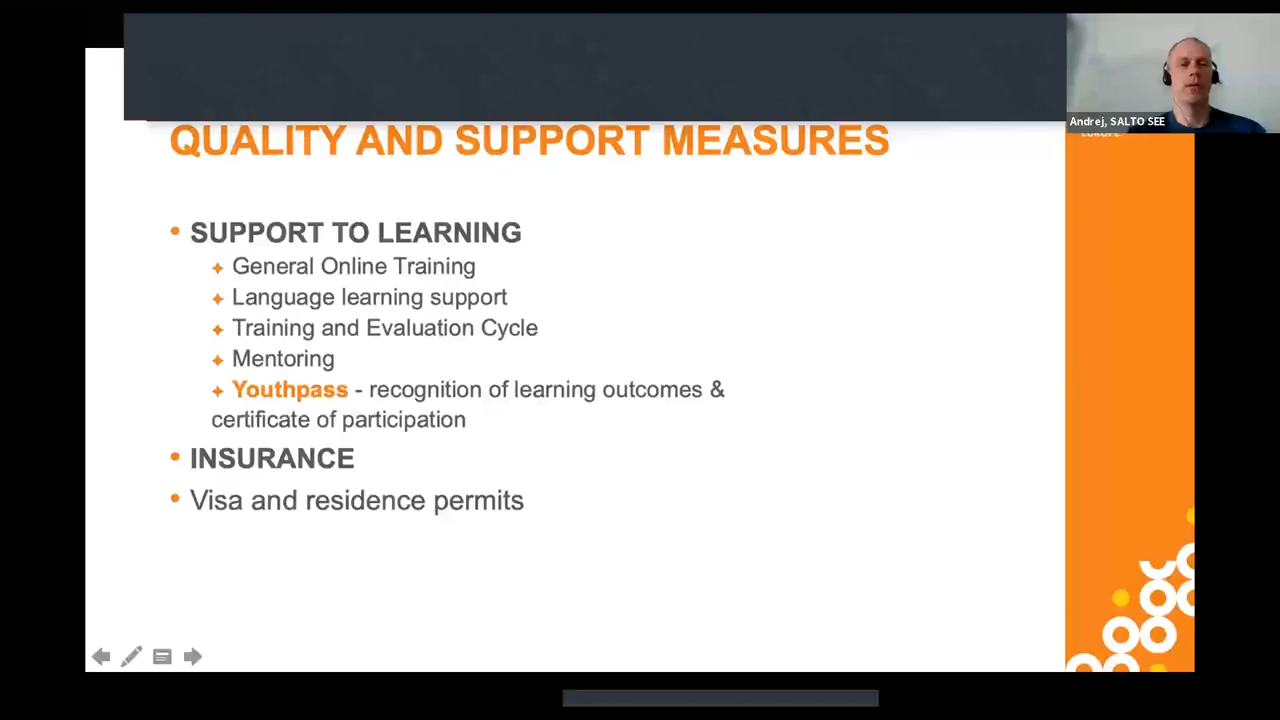 Andrej, SALTO SEE
EUROPE
QUALITY AND SUPPORT MEASURES
SUPPORT TO LEARNING
General Online Training
Language learning support
Training and Evaluation Cycle
Mentoring
Youthpass - recognition of learning outcomes &
certificate of participation
INSURANCE
Visa and residence permits